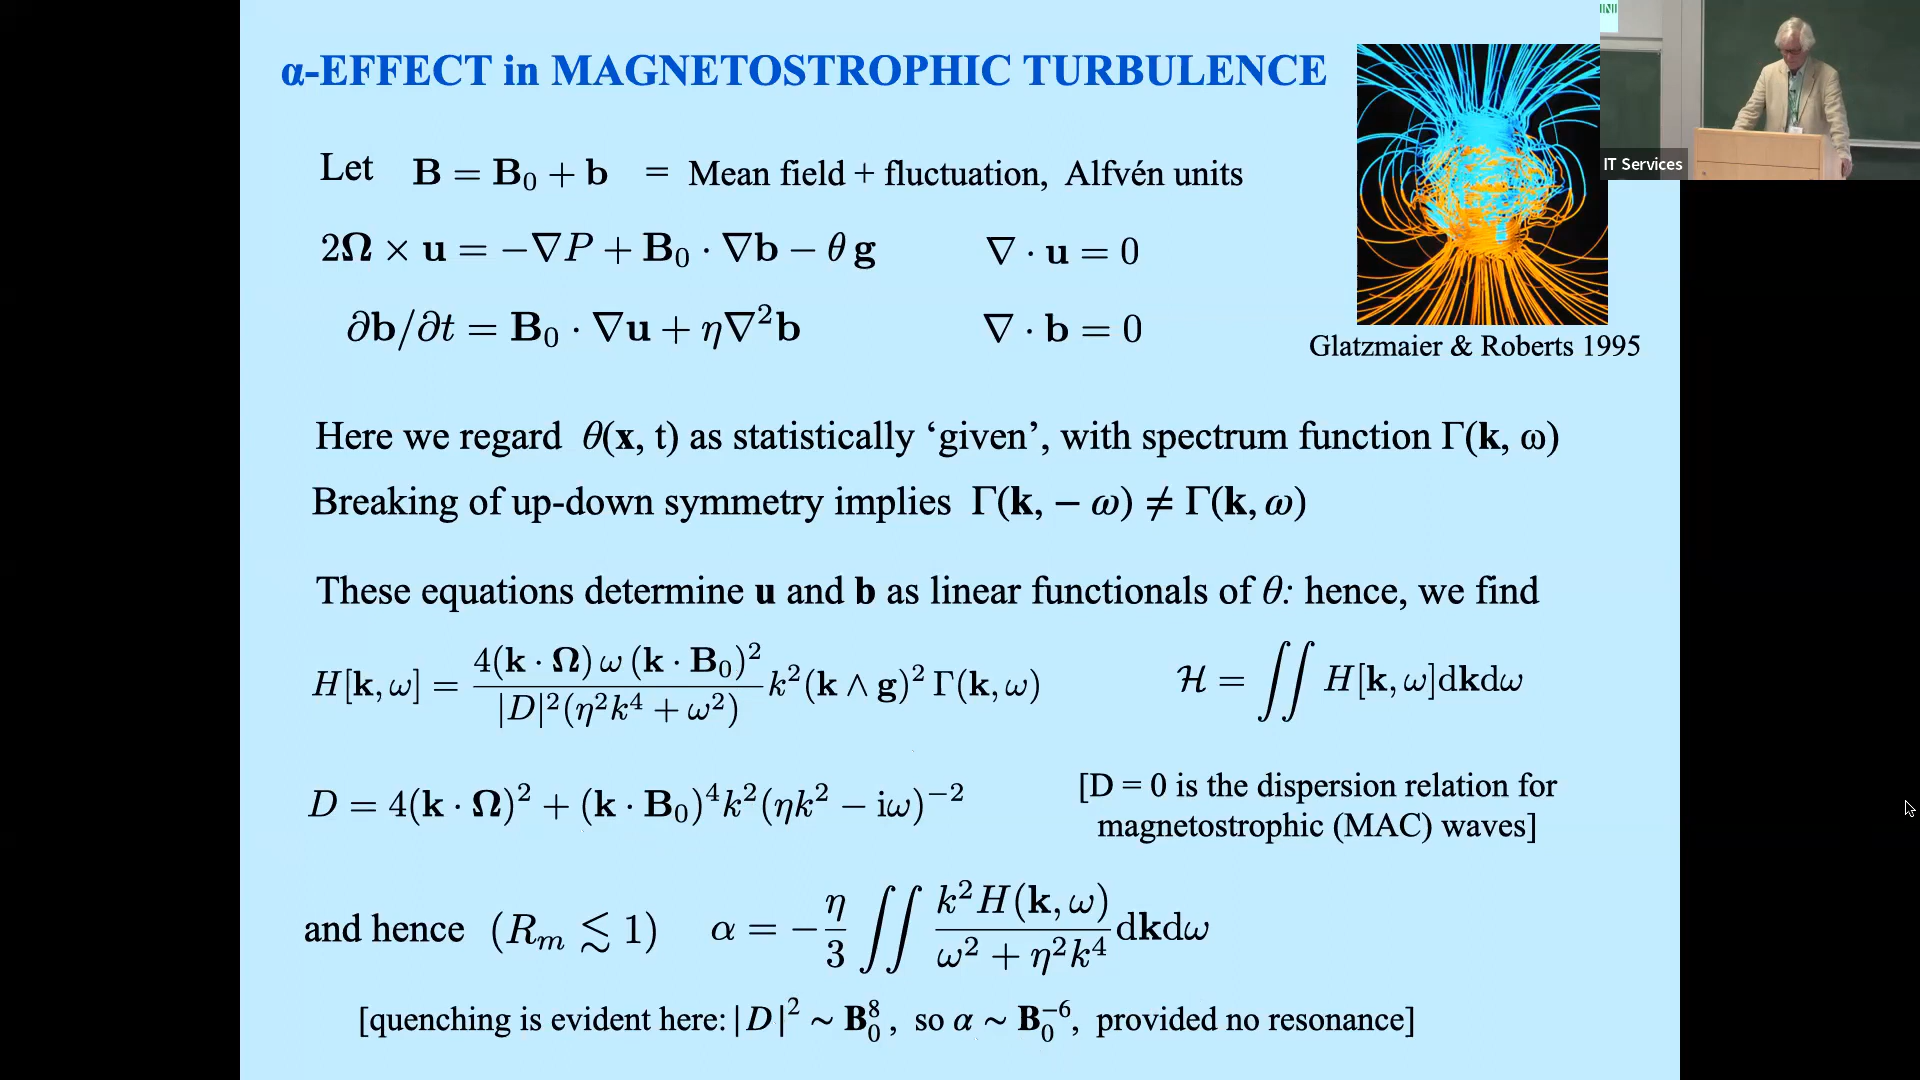 α-EFFECT in MAGNETOSTROPHIC TURBULENCE
IT Services
Let B = B₀ + b = Mean field + fluctuation, Alfvén units
2Ω × u = −∇P + B₀ · ∇b − θ g ∇ · u = 0
∂b/∂t = B₀ · ∇u + η∇²b ∇ · b = 0
Glatzmaier & Roberts 1995
Here we regard θ(x, t) as statistically ‘given’, with spectrum function Γ(k, ω)
Breaking of up-down symmetry implies Γ(k, − ω) ≠ Γ(k, ω)
These equations determine u and b as linear functionals of θ: hence, we find
H[k, ω] = 4(k · Ω) ω (k · B₀)² / |D|²(η²k⁴ + ω²) k²(k ∧ g)² Γ(k, ω) ℋ = ∬ H[k, ω]dkdω
D = 4(k · Ω)² + (k · B₀)⁴k²(ηk² − iω)⁻² [D = 0 is the dispersion relation for
magnetostrophic (MAC) waves]
and hence (Rₘ ≲ 1) α = − η/3 ∬ k²H(k, ω) / ω² + η²k⁴ dkdω
[quenching is evident here: |D|² ~ B₀⁸ , so α ~ B₀⁻⁶, provided no resonance]